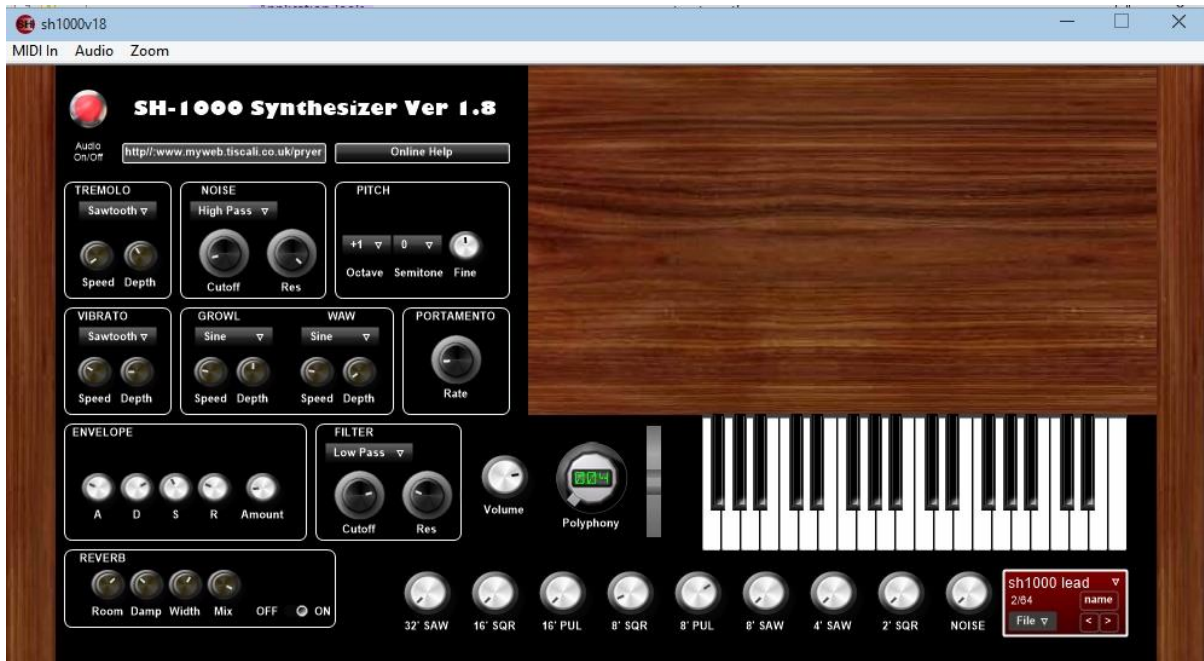 sh1000v18
MIDI In Audio Zoom
SH-1000 Synthesizer Ver 1.8
Audio
On/Off
http//:www.myweb.tiscali.co.uk/pryer
Online Help
TREMOLO
Sawtooth
Speed Depth
NOISE
High Pass
Cutoff Res
PITCH
+1 0
Octave Semitone Fine
VIBRATO
Sawtooth
Speed Depth
GROWL WAW
Sine Sine
Speed Depth Speed Depth
PORTAMENTO
Rate
ENVELOPE
A D S R Amount
FILTER
Low Pass
Cutoff Res
Volume
004
Polyphony
REVERB
Room Damp Width Mix OFF ON
32' SAW 16' SQR 16' PUL 8' SQR 8' PUL 8' SAW 4' SAW 2' SQR NOISE
sh1000 lead
2/64 name
File < >